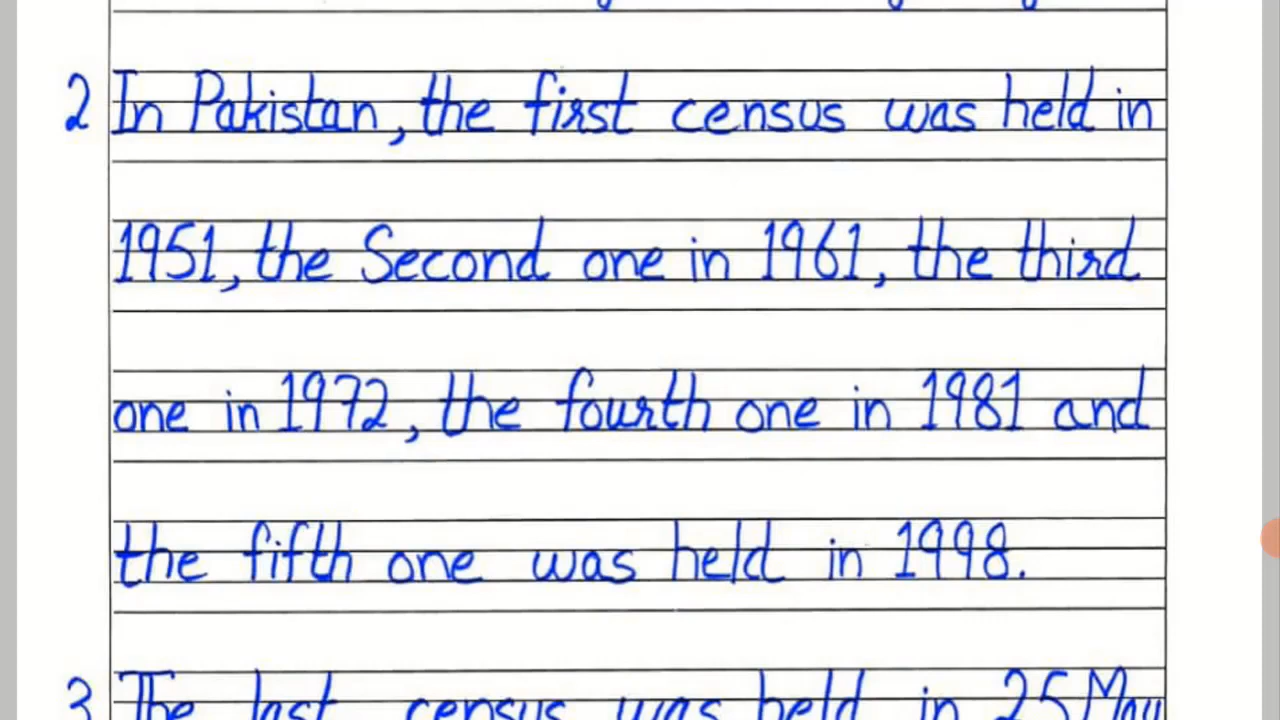 2 In Pakistan, the first census was held in
1951, the Second one in 1961, the third
one in 1972, the fourth one in 1981 and
the fifth one was held in 1998.
3 The last census was held in 25 May